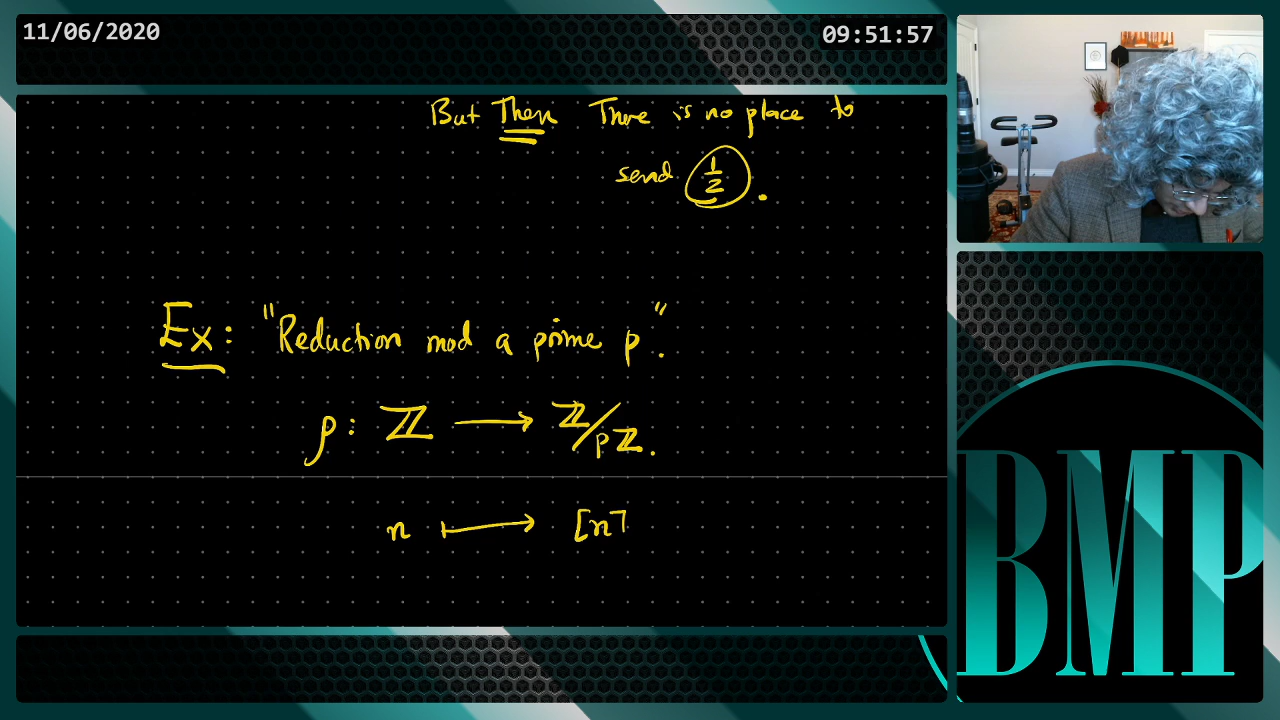 11/06/2020
09:51:57
But Then There is no place to
send 1/2 .
Ex: "Reduction mod a prime p".
ρ: ℤ ⟶ ℤ/pℤ.
n ⟼ [n]
BMP